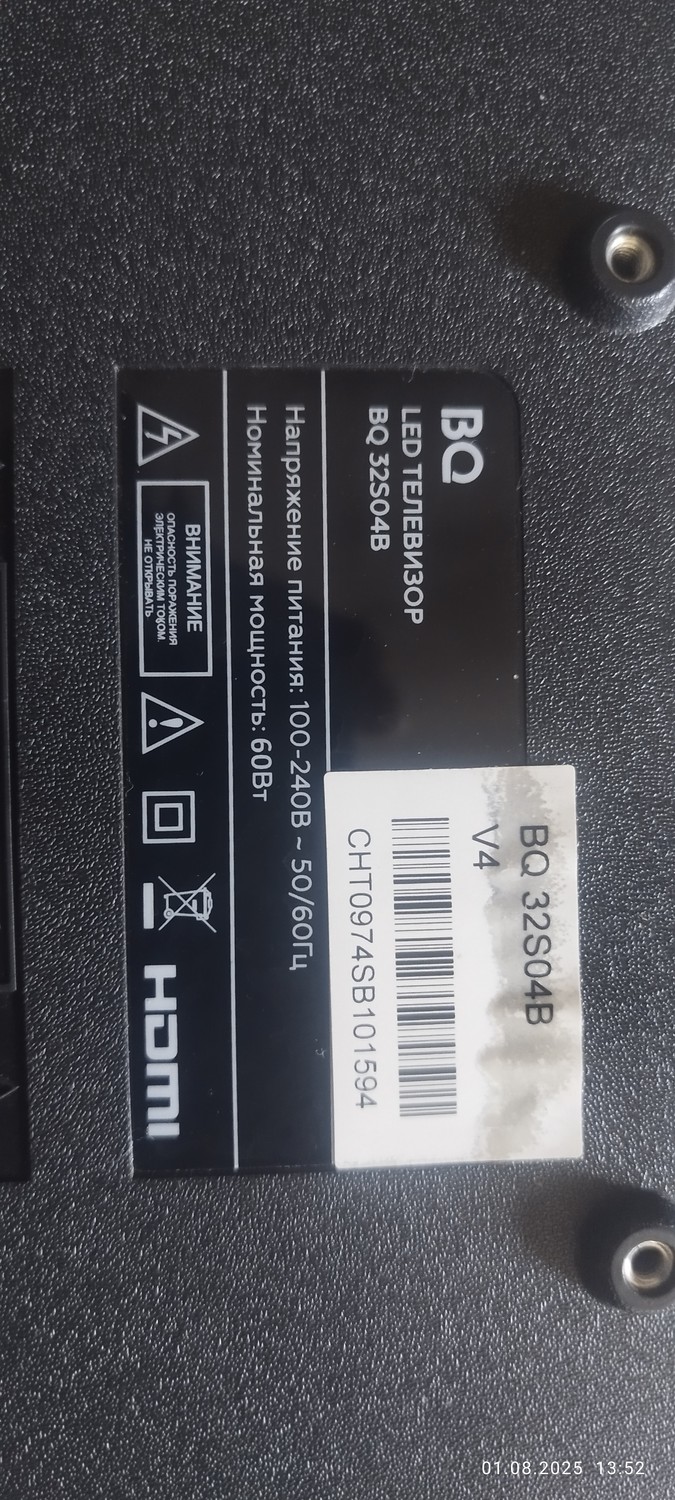 BQ
LED ТЕЛЕВИЗОР
BQ 32S04B
Напряжение питания: 100-240В ~ 50/60Гц
Номинальная мощность: 60Вт
ВНИМАНИЕ
ОПАСНОСТЬ ПОРАЖЕНИЯ
ЭЛЕКТРИЧЕСКИМ ТОКОМ.
НЕ ОТКРЫВАТЬ
HDMI
BQ 32S04B
V4
CHT0974SB101594
01.08.2025 13:52